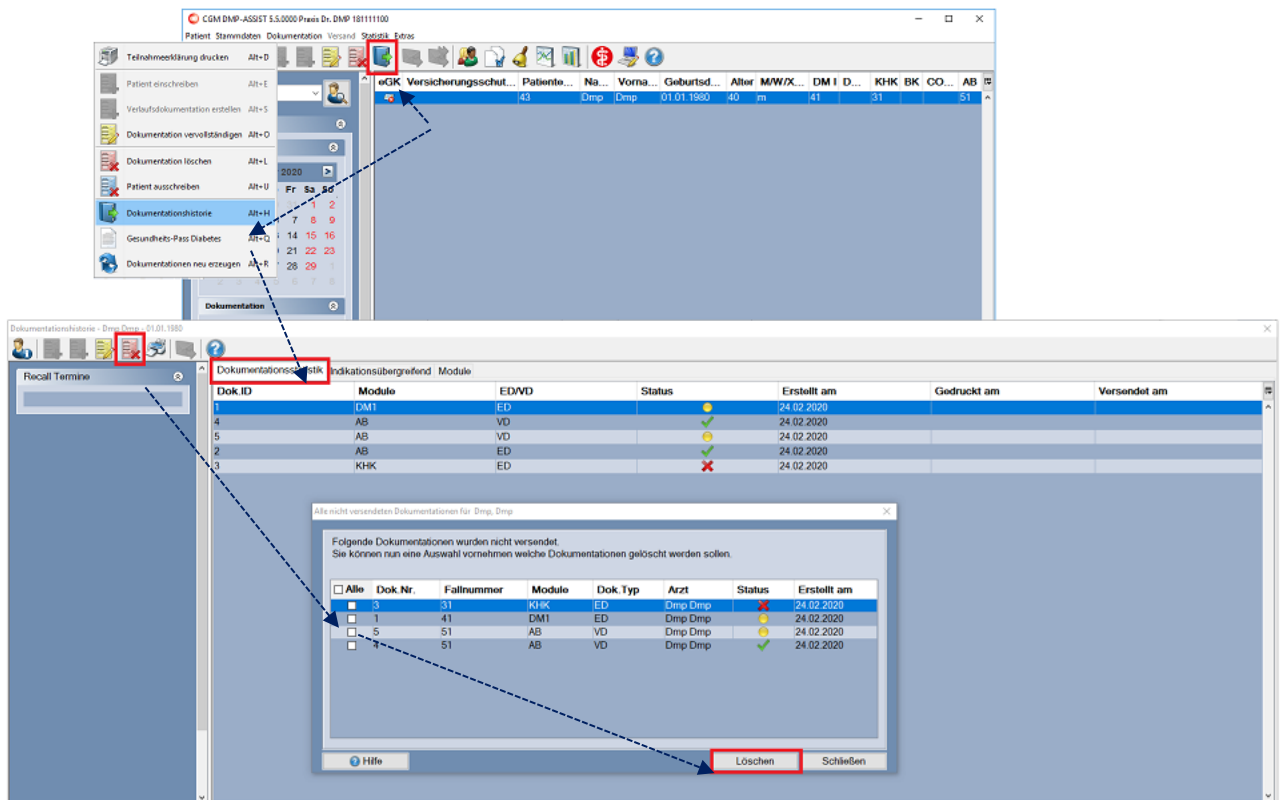 CGM DMP-ASSIST 5.5.0000 Praxis Dr. DMP 181111100
Patient Stammdaten Dokumentation Versand Statistik Extras
Teilnahmeerklärung drucken Alt+D
Patient einschreiben Alt+E
Verlaufsdokumentation erstellen Alt+S
Dokumentation vervollständigen Alt+O
Dokumentation löschen Alt+L
Patient ausschreiben Alt+U
Dokumentationshistorie Alt+H
Gesundheits-Pass Diabetes Alt+Q
Dokumentationen neu erzeugen Alt+R
eGK Versicherungsschut... Patiente... Na... Vorna... Geburtsd... Alter M/W/X... DM I D... KHK BK CO... AB
43 Dmp Dmp 01.01.1980 40 m 41 31 51
2020
Fr Sa So
1 2
7 8 9
14 15 16
21 22 23
28 29 1
2 3 4 5 6 7 8
Dokumentation
Dokumentationshistorie - Dmp Dmp - 01.01.1980
Recall Termine
Dokumentationsstatistik Indikationsübergreifend Module
Dok.ID Module ED/VD Status Erstellt am Gedruckt am Versendet am
1 DM1 ED 24.02.2020
4 AB VD 24.02.2020
5 AB VD 24.02.2020
2 AB ED 24.02.2020
3 KHK ED 24.02.2020
Alle nicht versendeten Dokumentationen für Dmp, Dmp
Folgende Dokumentationen wurden nicht versendet.
Sie können nun eine Auswahl vornehmen welche Dokumentationen gelöscht werden sollen.
Alle Dok.Nr. Fallnummer Module Dok.Typ Arzt Status Erstellt am
3 31 KHK ED Dmp Dmp 24.02.2020
1 41 DM1 ED Dmp Dmp 24.02.2020
5 51 AB VD Dmp Dmp 24.02.2020
4 51 AB VD Dmp Dmp 24.02.2020
Hilfe Löschen Schließen